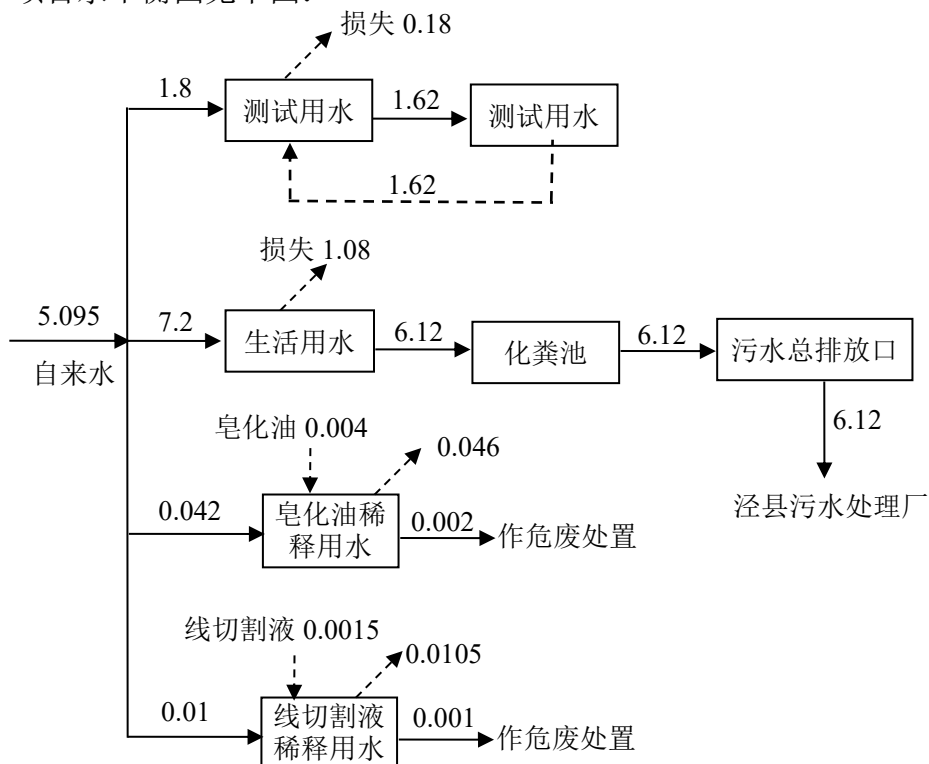 损失 0.18
1.8
测试用水
1.62
测试用水
1.62
损失 1.08
5.095
自来水
7.2
生活用水
6.12
化粪池
6.12
污水总排放口
6.12
泾县污水处理厂
皂化油 0.004
0.046
0.042
皂化油稀
释用水
0.002
作危废处置
线切割液 0.0015
0.0105
0.01
线切割液
稀释用水
0.001
作危废处置